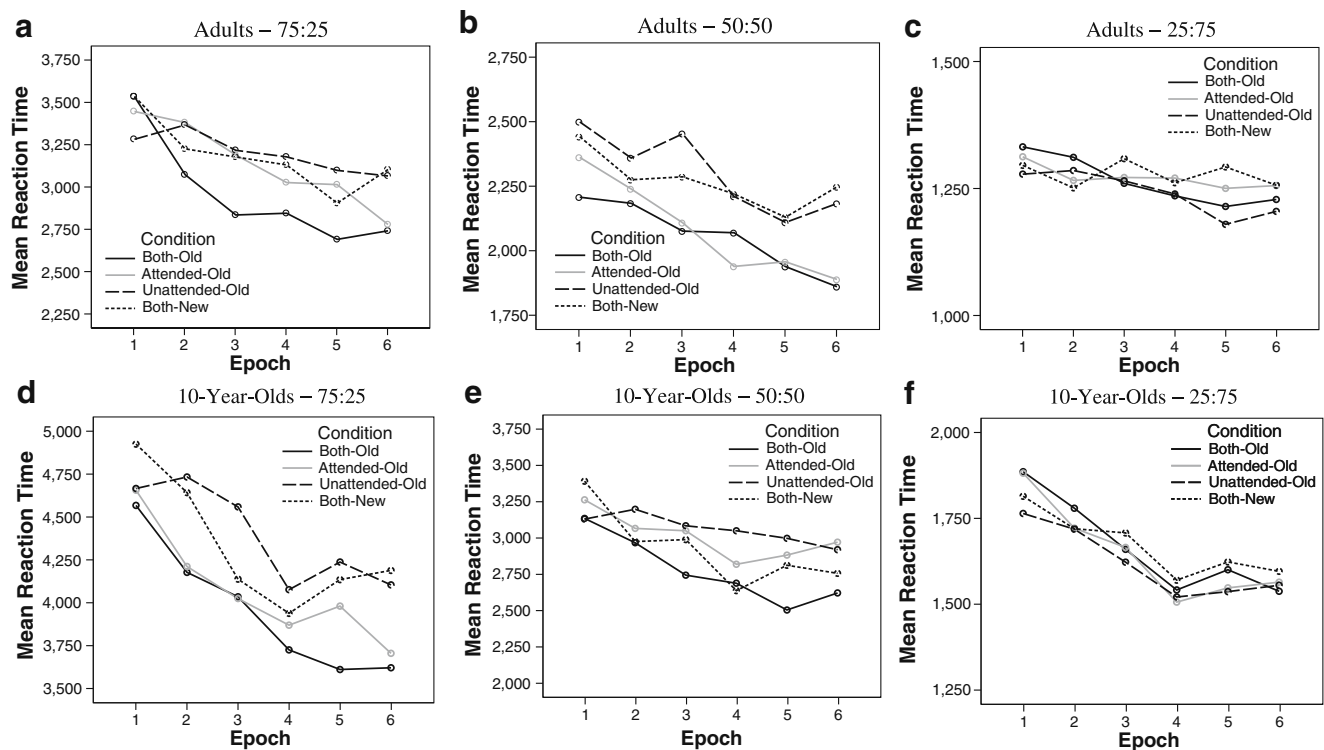 a
Adults – 75:25
Mean Reaction Time
3,750
3,500
3,250
3,000
2,750
2,500
2,250
Condition
Both-Old
Attended-Old
Unattended-Old
Both-New
1 2 3 4 5 6
Epoch
b
Adults – 50:50
Mean Reaction Time
2,750
2,500
2,250
2,000
1,750
Condition
Both-Old
Attended-Old
Unattended-Old
Both-New
1 2 3 4 5 6
Epoch
c
Adults – 25:75
Mean Reaction Time
1,500
1,250
1,000
Condition
Both-Old
Attended-Old
Unattended-Old
Both-New
1 2 3 4 5 6
Epoch
d
10-Year-Olds – 75:25
Mean Reaction Time
5,000
4,750
4,500
4,250
4,000
3,750
3,500
Condition
Both-Old
Attended-Old
Unattended-Old
Both-New
1 2 3 4 5 6
Epoch
e
10-Year-Olds – 50:50
Mean Reaction Time
3,750
3,500
3,250
3,000
2,750
2,500
2,250
2,000
Condition
Both-Old
Attended-Old
Unattended-Old
Both-New
1 2 3 4 5 6
Epoch
f
10-Year-Olds – 25:75
Mean Reaction Time
2,000
1,750
1,500
1,250
Condition
Both-Old
Attended-Old
Unattended-Old
Both-New
1 2 3 4 5 6
Epoch